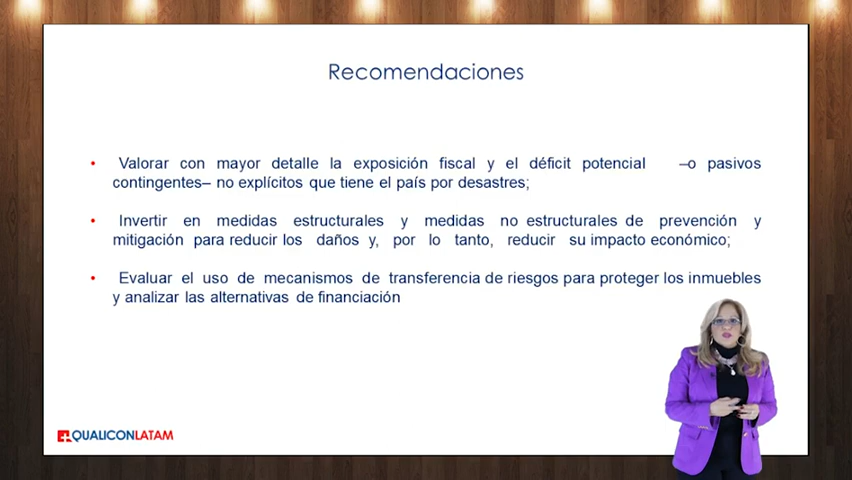 Recomendaciones
• Valorar con mayor detalle la exposición fiscal y el déficit potencial –o pasivos
contingentes– no explícitos que tiene el país por desastres;
• Invertir en medidas estructurales y medidas no estructurales de prevención y
mitigación para reducir los daños y, por lo tanto, reducir su impacto económico;
• Evaluar el uso de mecanismos de transferencia de riesgos para proteger los inmuebles
y analizar las alternativas de financiación
QUALICONLATAM